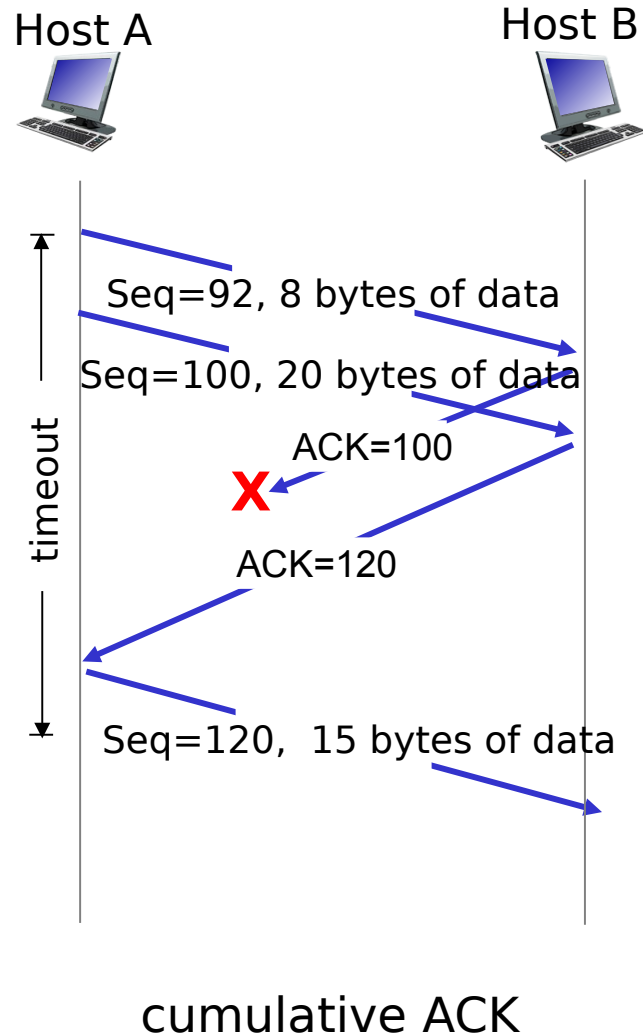 Host A
Host B
Seq=92, 8 bytes of data
Seq=100, 20 bytes of data
ACK=100
X
timeout
ACK=120
Seq=120, 15 bytes of data
cumulative ACK